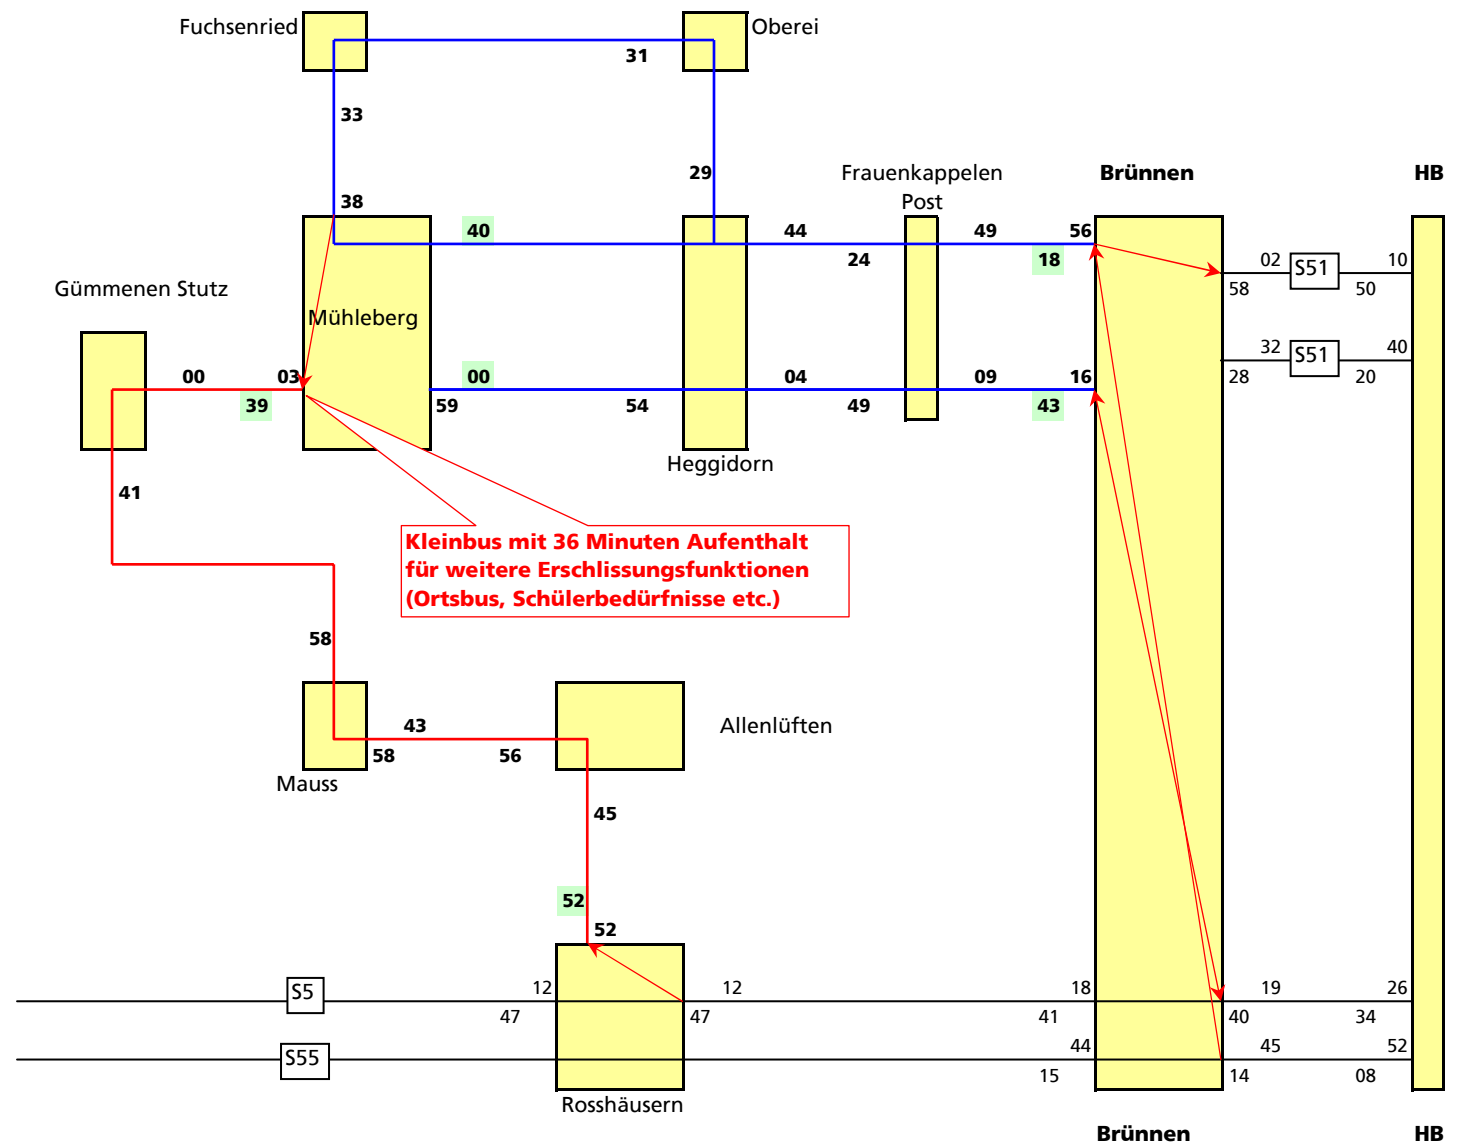 Fuchsenried
Oberei
31
33
29
Frauenkappelen
Post
Brünnen
HB
38
40
44
49
56
24
18
02
S51
10
58
50
Gümmenen Stutz
Mühleberg
32
S51
40
28
20
00
03
00
04
09
16
39
59
54
49
43
Heggidorn
41
Kleinbus mit 36 Minuten Aufenthalt
für weitere Erschlissungsfunktionen
(Ortsbus, Schülerbedürfnisse etc.)
58
43
Allenlüften
58
56
Mauss
45
52
52
S5
12
12
18
19
26
47
47
41
40
34
S55
44
45
52
15
14
08
Rosshäusern
Brünnen
HB